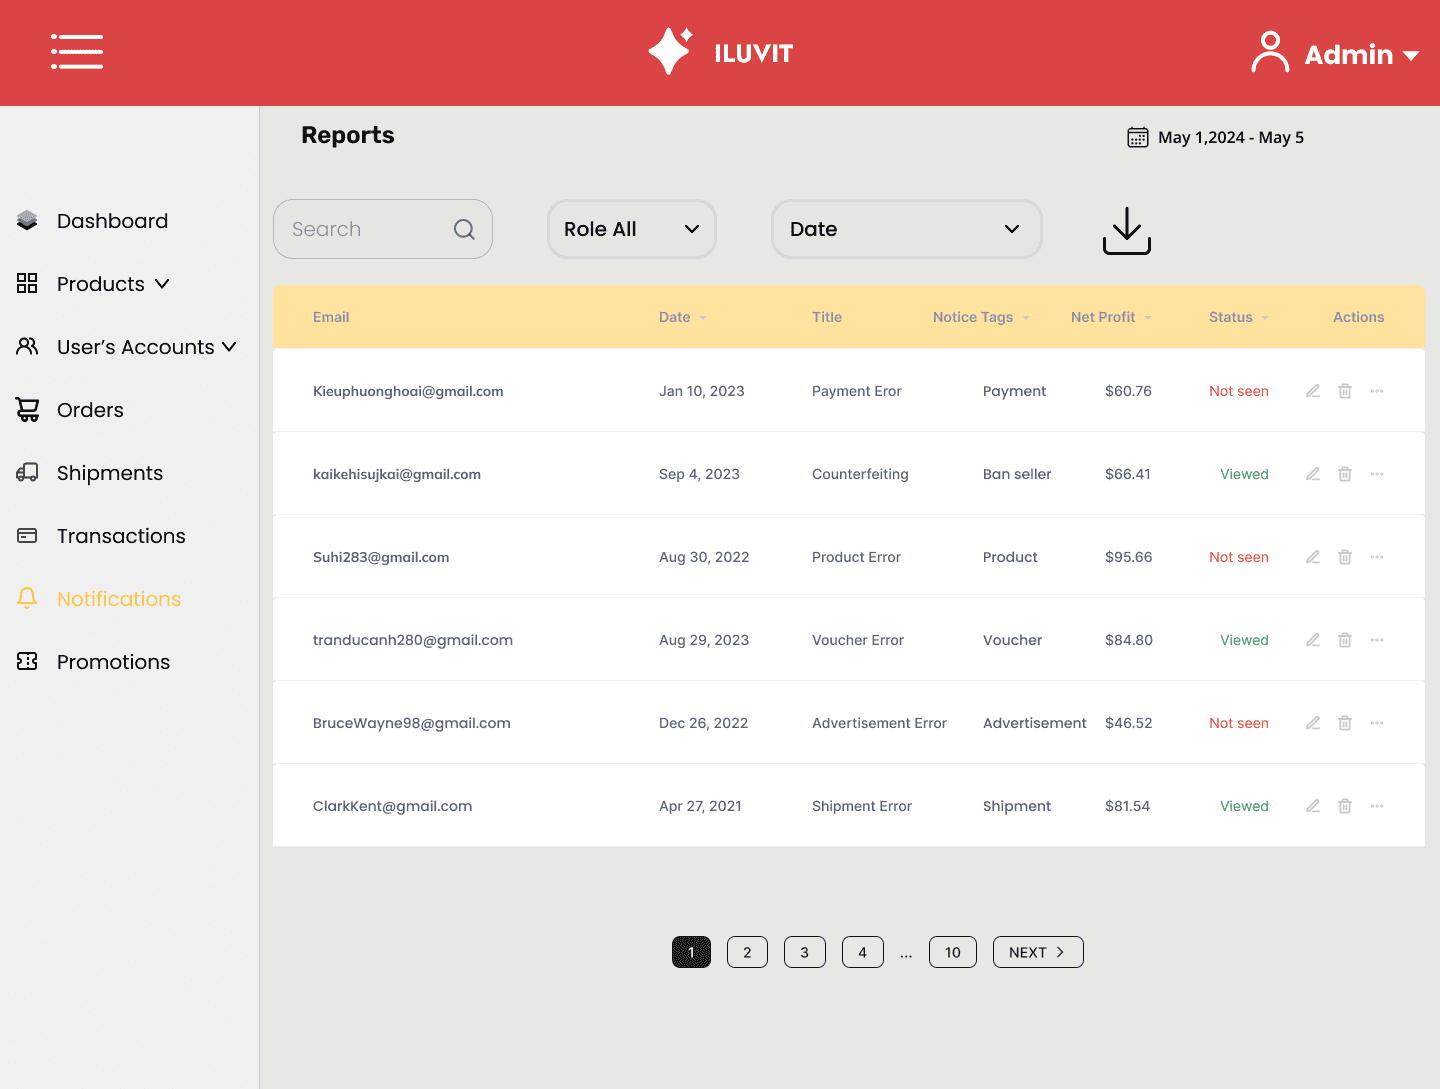 ILUVIT
Admin
Reports
May 1,2024 - May 5
Dashboard
Products
User’s Accounts
Orders
Shipments
Transactions
Notifications
Promotions
Search
Role All
Date
Email Date Title Notice Tags Net Profit Status Actions
Kieuphuonghoai@gmail.com Jan 10, 2023 Payment Eror Payment $60.76 Not seen
kaikehisujkai@gmail.com Sep 4, 2023 Counterfeiting Ban seller $66.41 Viewed
Suhi283@gmail.com Aug 30, 2022 Product Error Product $95.66 Not seen
tranducanh280@gmail.com Aug 29, 2023 Voucher Error Voucher $84.80 Viewed
BruceWayne98@gmail.com Dec 26, 2022 Advertisement Error Advertisement $46.52 Not seen
ClarkKent@gmail.com Apr 27, 2021 Shipment Error Shipment $81.54 Viewed
1 2 3 4 ... 10 NEXT